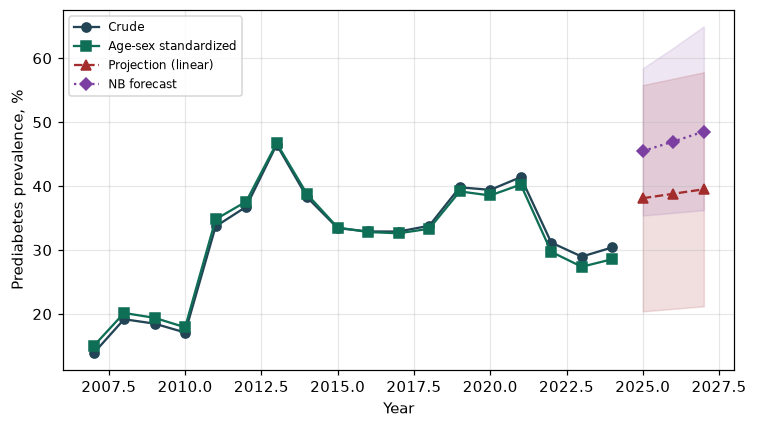 Crude
Age-sex standardized
Projection (linear)
NB forecast
Prediabetes prevalence, %
60
50
40
30
20
2007.5 2010.0 2012.5 2015.0 2017.5 2020.0 2022.5 2025.0 2027.5
Year